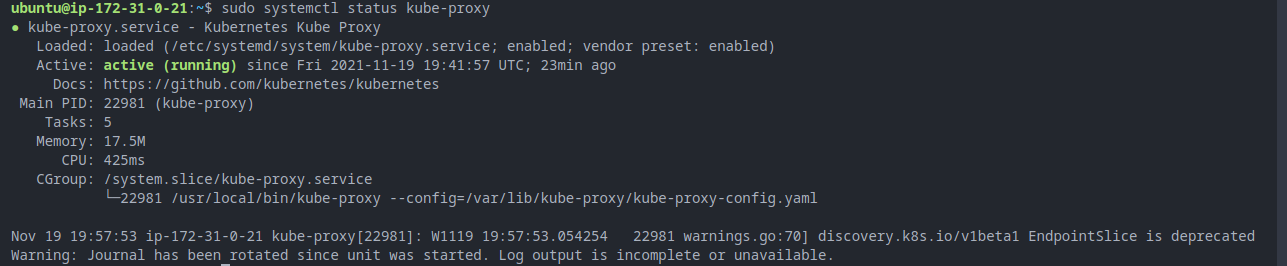 ubuntu@ip-172-31-0-21:~$ sudo systemctl status kube-proxy
● kube-proxy.service - Kubernetes Kube Proxy
Loaded: loaded (/etc/systemd/system/kube-proxy.service; enabled; vendor preset: enabled)
Active: active (running) since Fri 2021-11-19 19:41:57 UTC; 23min ago
Docs: https://github.com/kubernetes/kubernetes
Main PID: 22981 (kube-proxy)
Tasks: 5
Memory: 17.5M
CPU: 425ms
CGroup: /system.slice/kube-proxy.service
└─22981 /usr/local/bin/kube-proxy --config=/var/lib/kube-proxy/kube-proxy-config.yaml
Nov 19 19:57:53 ip-172-31-0-21 kube-proxy[22981]: W1119 19:57:53.054254   22981 warnings.go:70] discovery.k8s.io/v1beta1 EndpointSlice is deprecated
Warning: Journal has been rotated since unit was started. Log output is incomplete or unavailable.